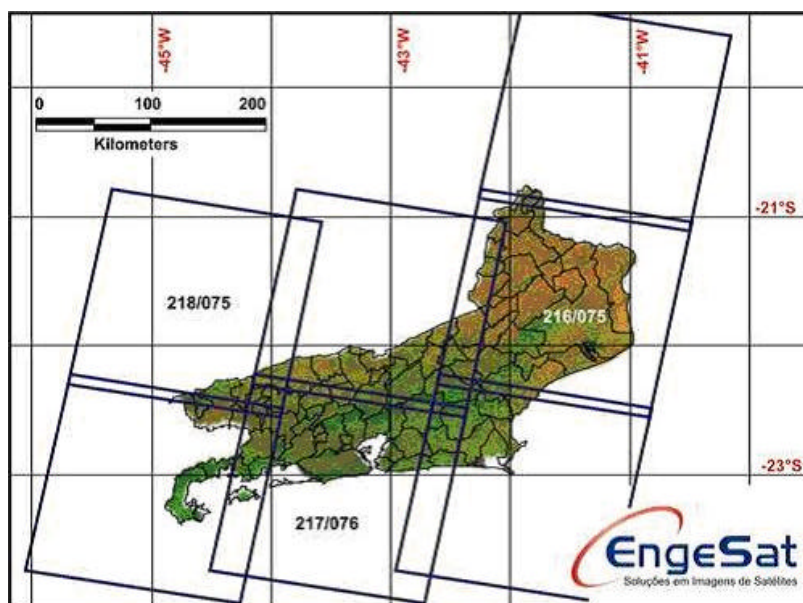 -45°W
-43°W
-41°W
0 100 200
Kilometers
-21°S
218/075
216/075
-23°S
217/076
EngeSat
Soluções em Imagens de Satélites